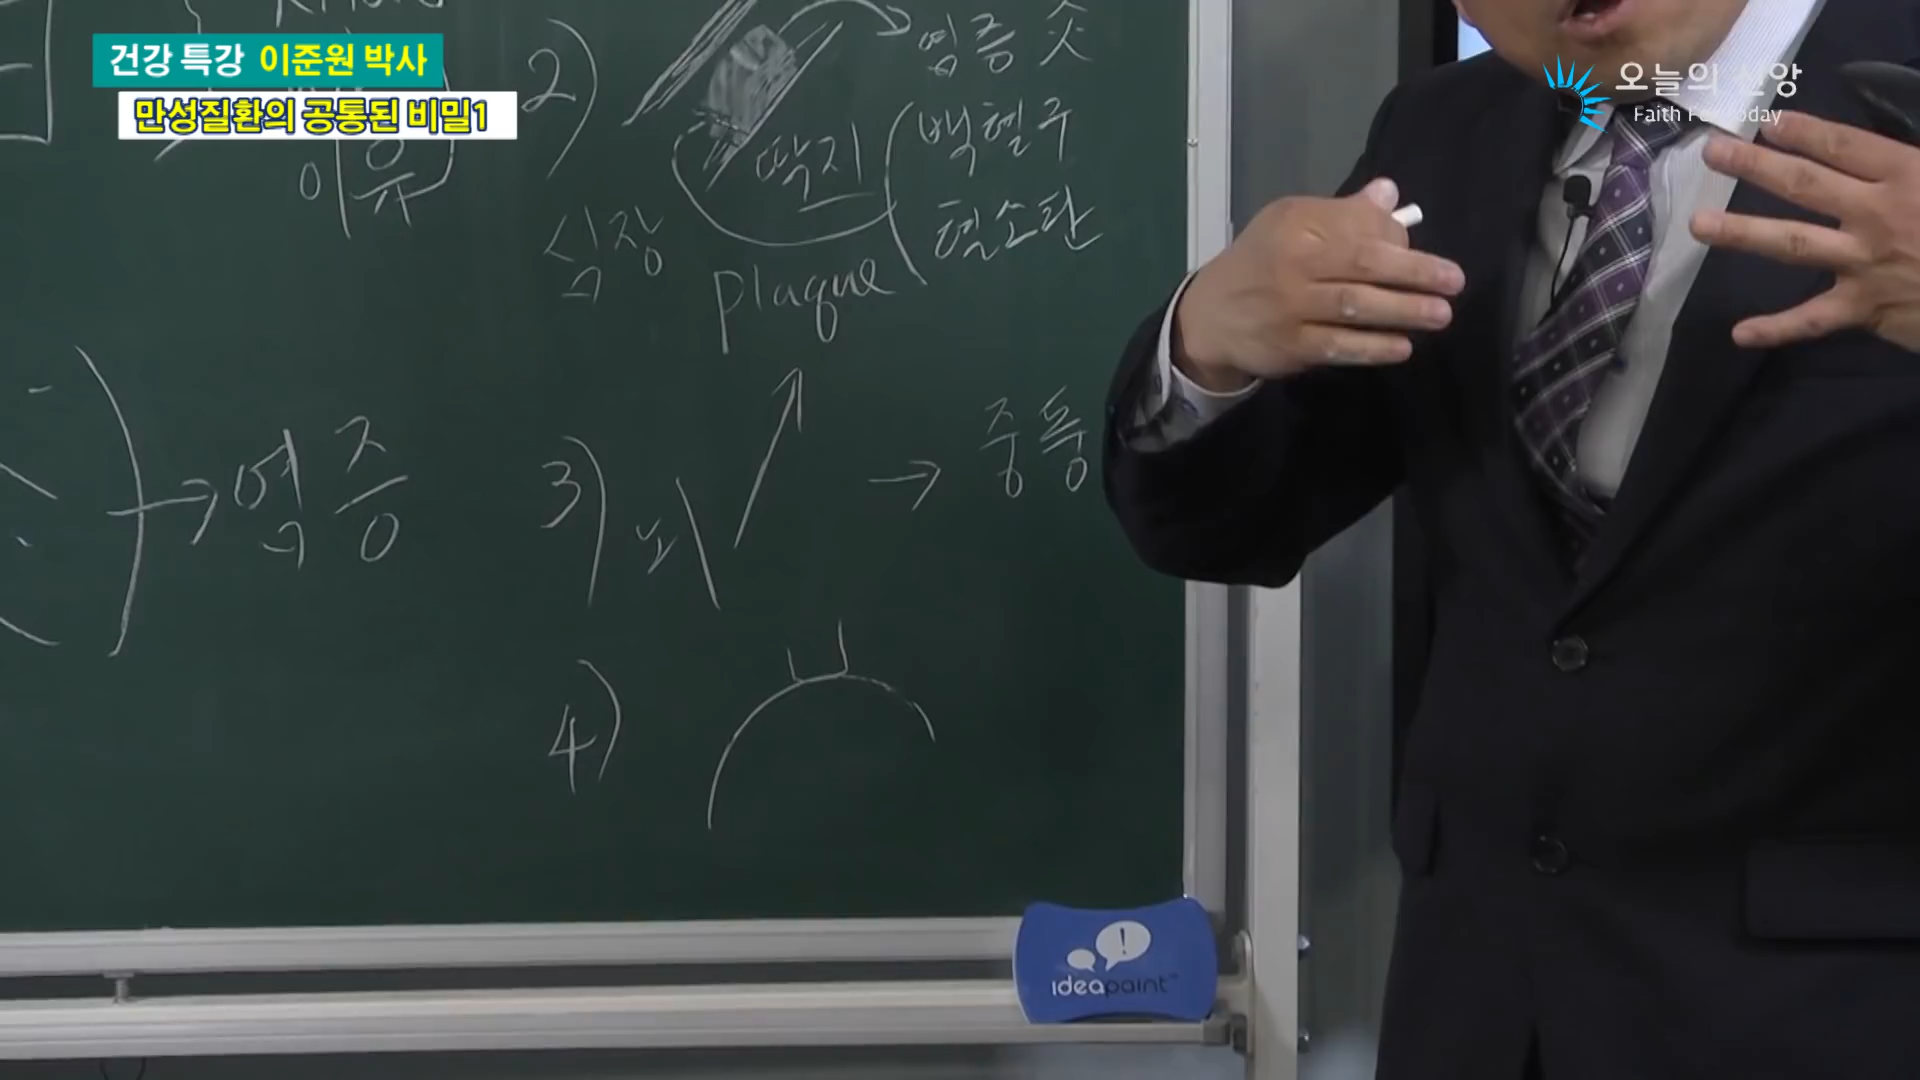 건강 특강 이준원 박사
만성질환의 공통된 비밀1
오늘의 신앙
Faith For Today
이유
2)
염증
백혈구
혈소판
딱지
심장
plaque
→ 염증
3) 뇌
→ 중풍
4)
!
ideapaint™